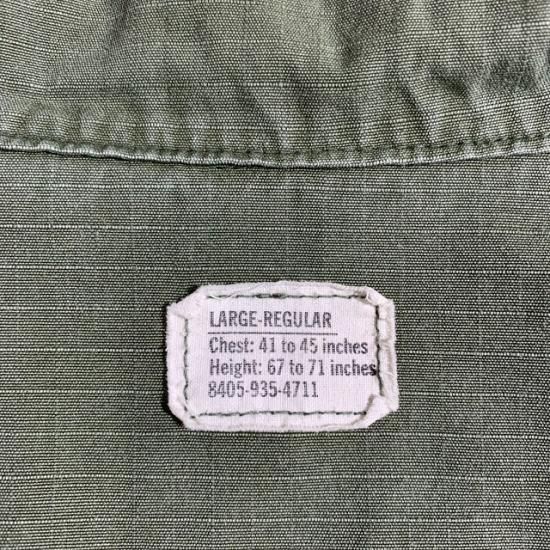 LARGE-REGULAR
Chest: 41 to 45 inches
Height: 67 to 71 inches
8405-935-4711